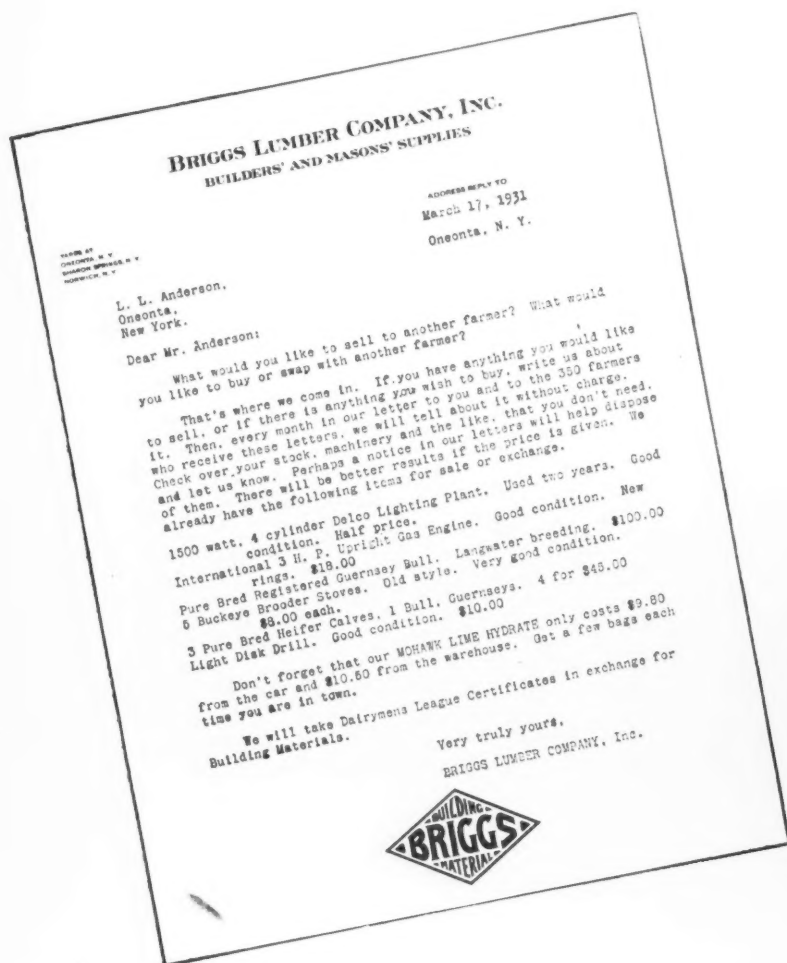 BRIGGS LUMBER COMPANY, INC.
BUILDERS' AND MASONS' SUPPLIES
YARDS AT
ONEONTA, N. Y.
SHARON SPRINGS, N. Y.
NORWICH, N. Y.
ADDRESS REPLY TO
March 17, 1931
Oneonta, N. Y.
L. L. Anderson,
Oneonta,
New York.
Dear Mr. Anderson:
What would you like to sell to another farmer? What would
you like to buy or swap with another farmer?
That's where we come in. If you have anything you would like
to sell, or if there is anything you wish to buy, write us about
it. Then, every month in our letter to you and to the 350 farmers
who receive these letters, we will tell about it without charge.
Check over your stock, machinery and the like, that you don't need,
and let us know. Perhaps a notice in our letters will help dispose
of them. There will be better results if the price is given. We
already have the following items for sale or exchange.
1500 watt, 4 cylinder Delco Lighting Plant. Used two years. Good
condition. Half price.
International 3 H. P. Upright Gas Engine. Good condition. New
rings. $18.00
Pure Bred Registered Guernsey Bull. Langwater breeding. $100.00
5 Buckeye Brooder Stoves. Old style. Very good condition.
$8.00 each.
3 Pure Bred Heifer Calves, 1 Bull, Guernseys. 4 for $45.00
Light Disk Drill. Good condition. $10.00
Don't forget that our MOHAWK LIME HYDRATE only costs $9.80
from the car and $10.50 from the warehouse. Get a few bags each
time you are in town.
We will take Dairymens League Certificates in exchange for
Building Materials.
Very truly yours,
BRIGGS LUMBER COMPANY, Inc.
BUILDING
BRIGGS
MATERIAL